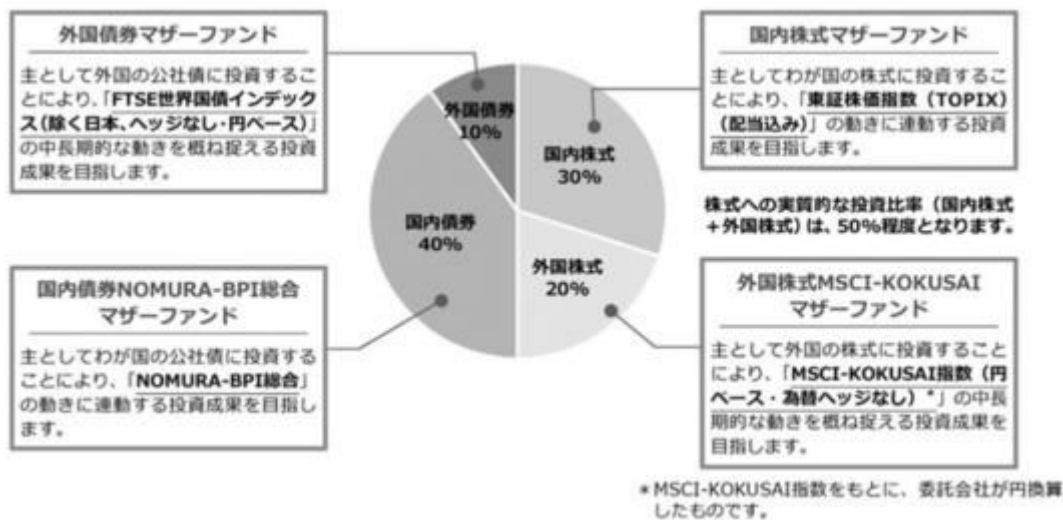 外国債券マザーファンド
主として外国の公社債に投資するこ
とにより、「FTSE世界国債インデック
ス(除く日本、ヘッジなし・円ベース)」
の中長期的な動きを概ね捉える投資
成果を目指します。
国内株式マザーファンド
主としてわが国の株式に投資するこ
とにより、「東証株価指数（TOPIX）
（配当込み）」の動きに連動する投資
成果を目指します。
外国債券
10%
国内株式
30%
国内債券
40%
外国株式
20%
株式への実質的な投資比率（国内株式
＋外国株式）は、50%程度となります。
国内債券NOMURA-BPI総合
マザーファンド
主としてわが国の公社債に投資する
ことにより、「NOMURA-BPI総合」
の動きに連動する投資成果を目指し
ます。
外国株式MSCI-KOKUSAI
マザーファンド
主として外国の株式に投資すること
により、「MSCI-KOKUSAI指数（円
ベース・為替ヘッジなし）*」の中長
期的な動きを概ね捉える投資成果を
目指します。
＊MSCI-KOKUSAI指数をもとに、委託会社が円換算
したものです。